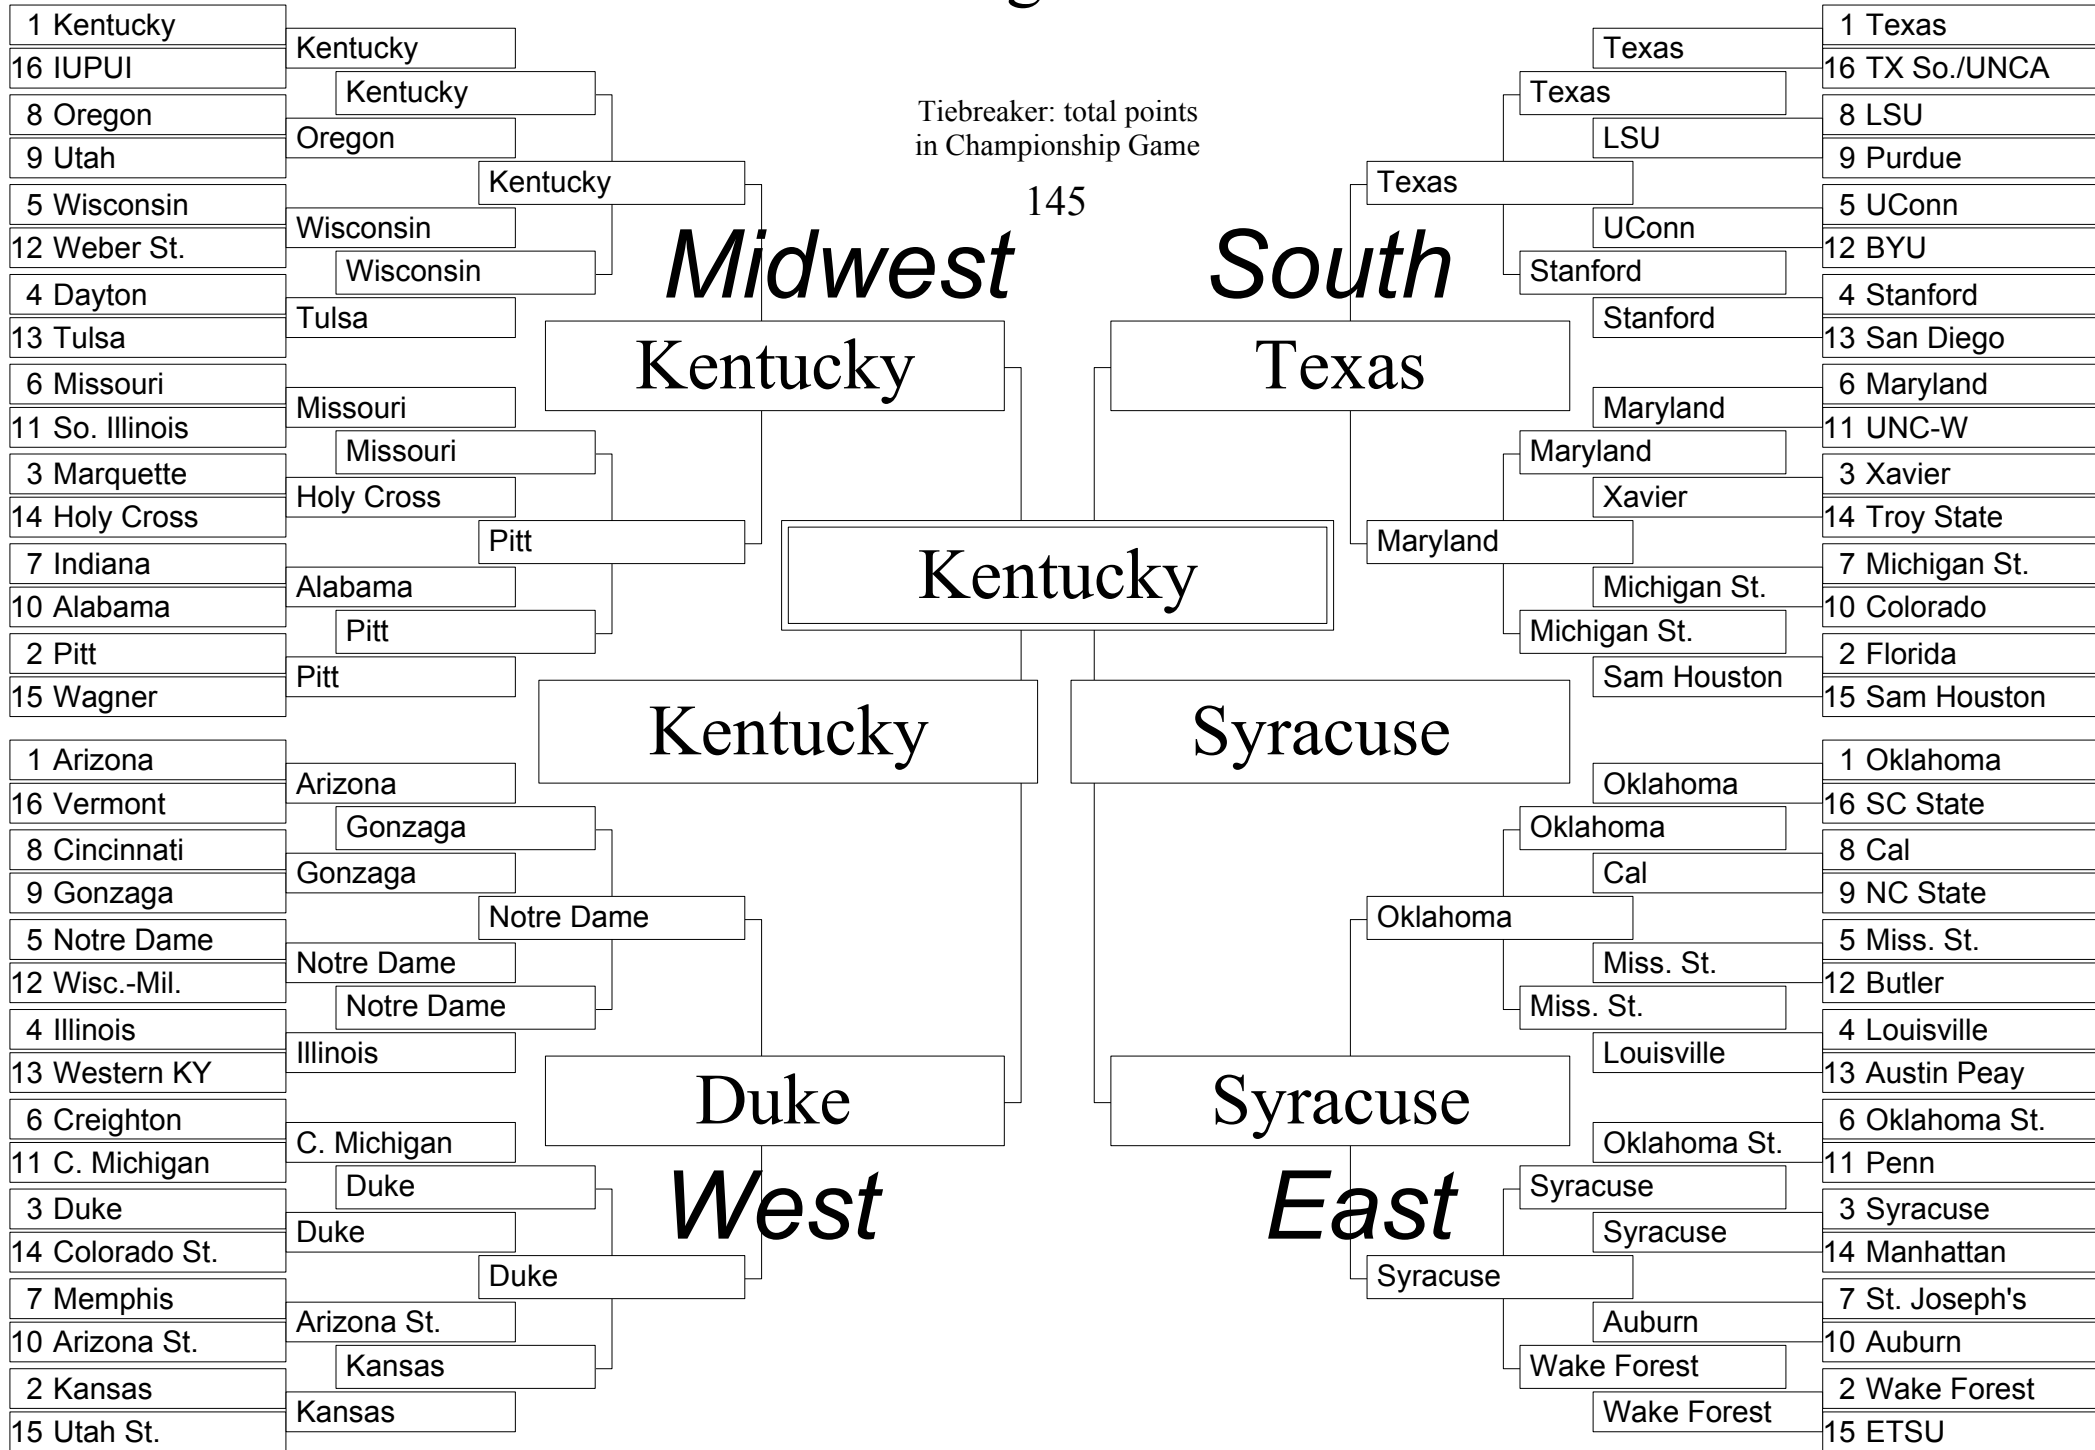 1 Kentucky
16 IUPUI
8 Oregon
9 Utah
5 Wisconsin
12 Weber St.
4 Dayton
13 Tulsa
6 Missouri
11 So. Illinois
3 Marquette
14 Holy Cross
7 Indiana
10 Alabama
2 Pitt
15 Wagner
Kentucky
Oregon
Wisconsin
Tulsa
Missouri
Holy Cross
Alabama
Pitt
Kentucky
Wisconsin
Missouri
Pitt
Kentucky
Pitt
Midwest
Kentucky
1 Arizona
16 Vermont
8 Cincinnati
9 Gonzaga
5 Notre Dame
12 Wisc.-Mil.
4 Illinois
13 Western KY
6 Creighton
11 C. Michigan
3 Duke
14 Colorado St.
7 Memphis
10 Arizona St.
2 Kansas
15 Utah St.
Arizona
Gonzaga
Notre Dame
Illinois
C. Michigan
Duke
Arizona St.
Kansas
Gonzaga
Notre Dame
Duke
Kansas
Notre Dame
Duke
Duke
West
Tiebreaker: total points
in Championship Game
145
Kentucky
Kentucky
Syracuse
South
Texas
Texas
Maryland
Texas
Stanford
Maryland
Michigan St.
Texas
LSU
UConn
Stanford
Maryland
Xavier
Michigan St.
Sam Houston
1 Texas
16 TX So./UNCA
8 LSU
9 Purdue
5 UConn
12 BYU
4 Stanford
13 San Diego
6 Maryland
11 UNC-W
3 Xavier
14 Troy State
7 Michigan St.
10 Colorado
2 Florida
15 Sam Houston
Syracuse
East
Oklahoma
Syracuse
Oklahoma
Miss. St.
Syracuse
Wake Forest
Oklahoma
Cal
Miss. St.
Louisville
Oklahoma St.
Syracuse
Auburn
Wake Forest
1 Oklahoma
16 SC State
8 Cal
9 NC State
5 Miss. St.
12 Butler
4 Louisville
13 Austin Peay
6 Oklahoma St.
11 Penn
3 Syracuse
14 Manhattan
7 St. Joseph's
10 Auburn
2 Wake Forest
15 ETSU